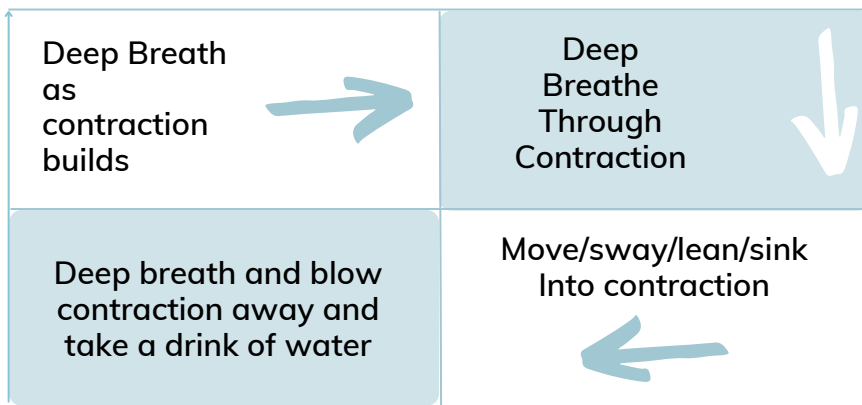 Deep Breath
as
contraction
builds
Deep
Breathe
Through
Contraction
Move/sway/lean/sink
Into contraction
Deep breath and blow
contraction away and
take a drink of water